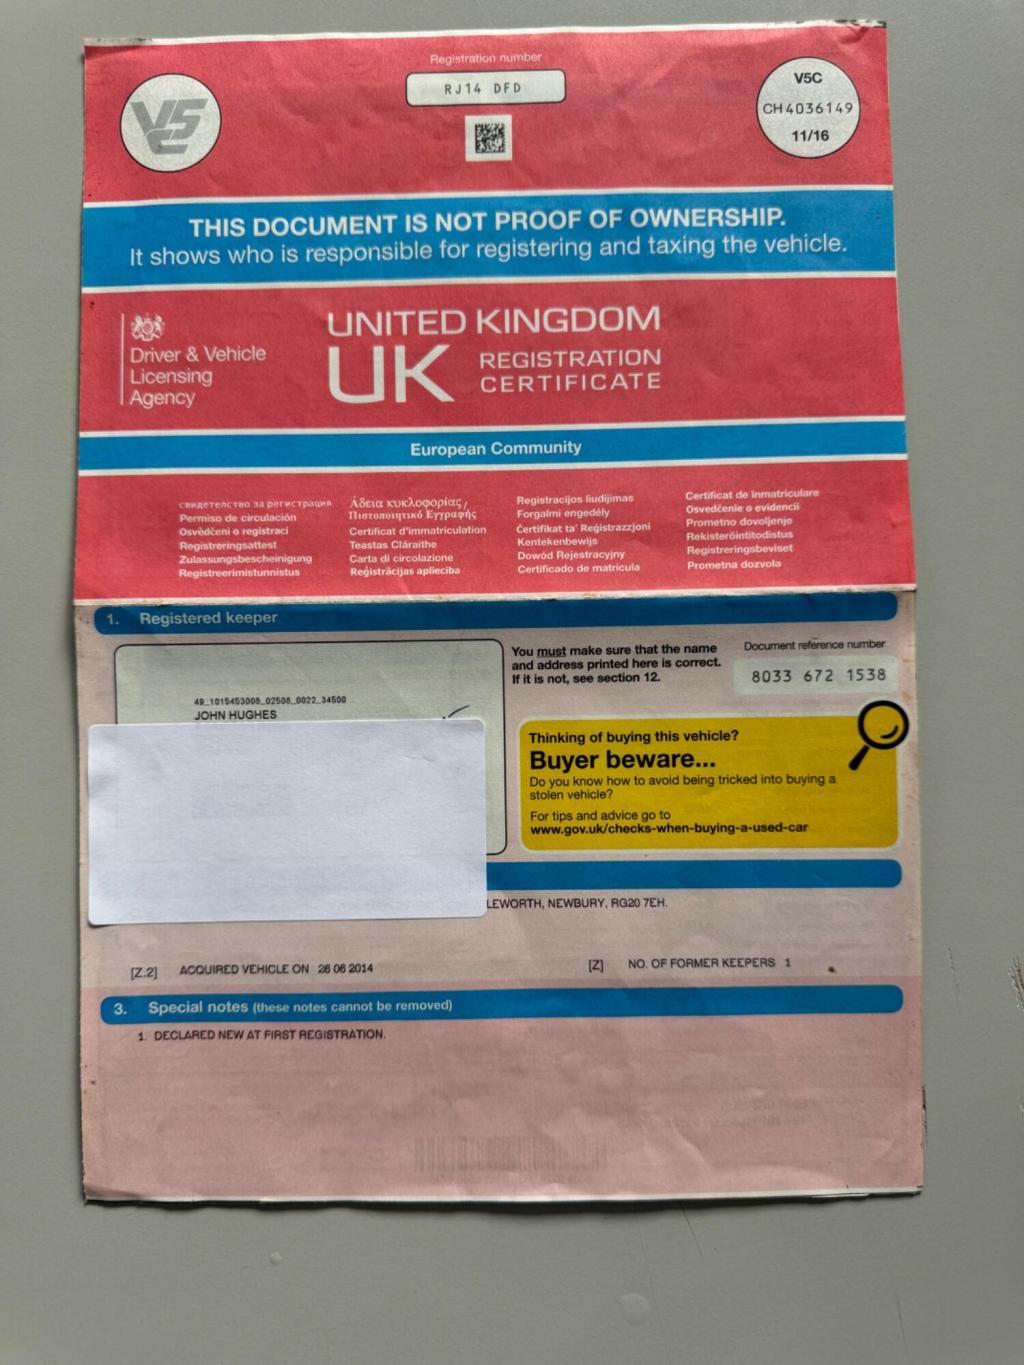 Registration number
RJ14 DFD
V5C
V5C
CH4036149
11/16
THIS DOCUMENT IS NOT PROOF OF OWNERSHIP.
It shows who is responsible for registering and taxing the vehicle.
Driver & Vehicle
Licensing
Agency
UNITED KINGDOM
UK REGISTRATION
CERTIFICATE
European Community
свидетелство за регистрация
Permiso de circulación
Osvědčeni o registraci
Registreringsattest
Zulassungsbescheinigung
Registreerimistunnistus
Άδεια κυκλοφορίας /
Πιστοποιητικό Εγγραφής
Certificat d'immatriculation
Teastas Cláraithe
Carta di circolazione
Reģistrācijas apliecība
Registracijos liudijimas
Forgalmi engedély
Ċertifikat ta' Reġistrazzjoni
Kentekenbewijs
Dowód Rejestracyjny
Certificado de matrícula
Certificat de inmatriculare
Osvedčenie o evidencii
Prometno dovoljenje
Rekisteröintitodistus
Registreringsbeviset
Prometna dozvola
1. Registered keeper
49_1015453008_02508_0022_34500
JOHN HUGHES
You must make sure that the name
and address printed here is correct.
If it is not, see section 12.
Document reference number
8033 672 1538
Thinking of buying this vehicle?
Buyer beware...
Do you know how to avoid being tricked into buying a
stolen vehicle?
For tips and advice go to
www.gov.uk/checks-when-buying-a-used-car
LEWORTH, NEWBURY, RG20 7EH.
[Z.2] ACQUIRED VEHICLE ON 26 06 2014
[Z] NO. OF FORMER KEEPERS 1
3. Special notes (these notes cannot be removed)
1. DECLARED NEW AT FIRST REGISTRATION.